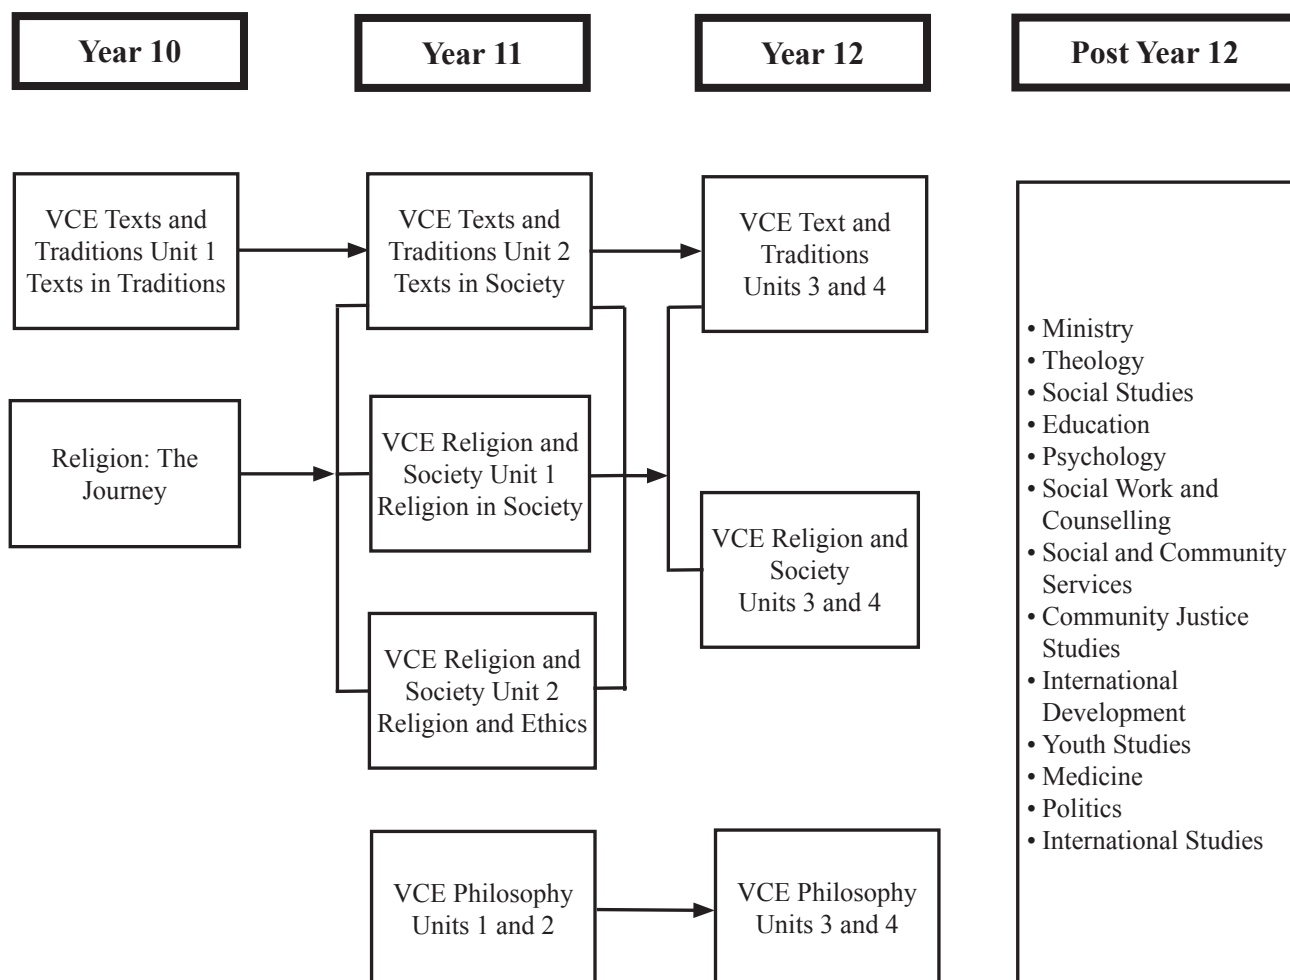 Year 10
Year 11
Year 12
Post Year 12
VCE Texts and
Traditions Unit 1
Texts in Traditions
VCE Texts and
Traditions Unit 2
Texts in Society
VCE Text and
Traditions
Units 3 and 4
Religion: The
Journey
VCE Religion and
Society Unit 1
Religion in Society
VCE Religion and
Society
Units 3 and 4
VCE Religion and
Society Unit 2
Religion and Ethics
VCE Philosophy
Units 1 and 2
VCE Philosophy
Units 3 and 4
• Ministry
• Theology
• Social Studies
• Education
• Psychology
• Social Work and
Counselling
• Social and Community
Services
• Community Justice
Studies
• International
Development
• Youth Studies
• Medicine
• Politics
• International Studies